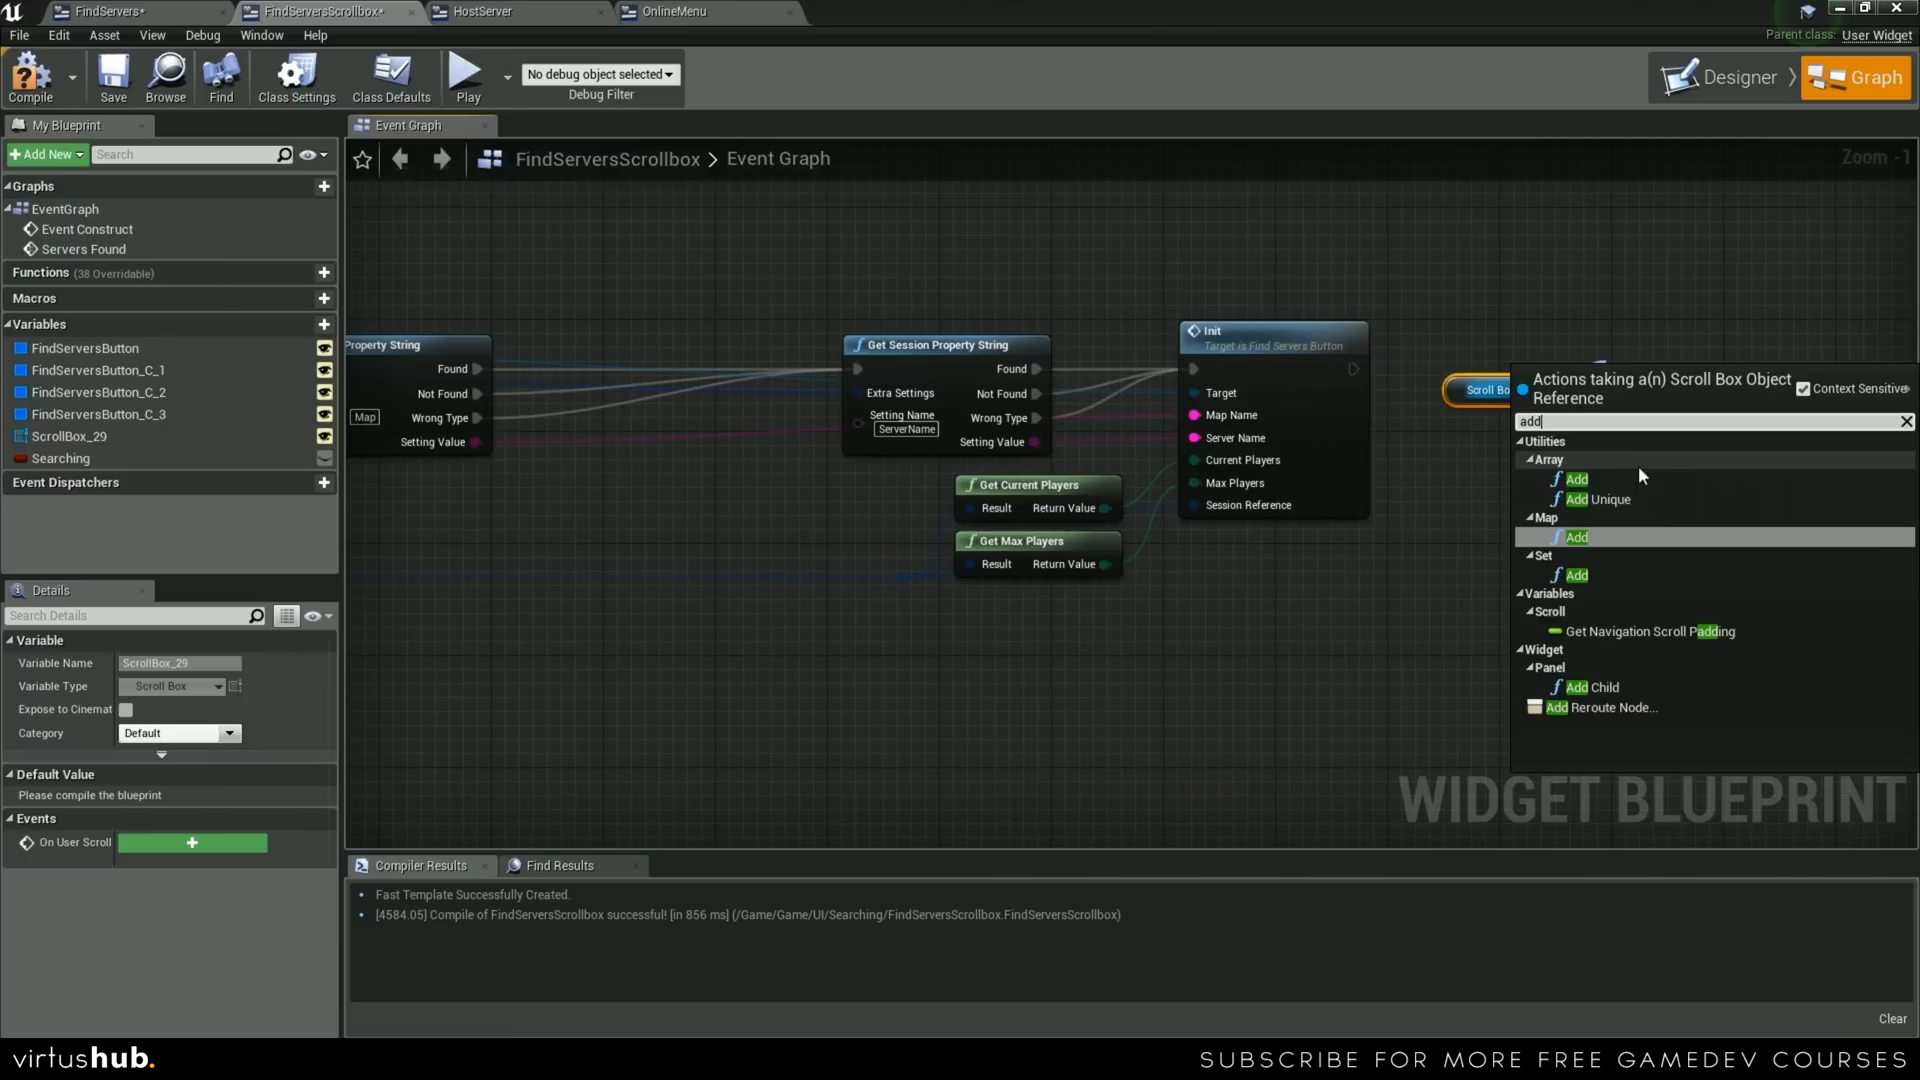 FindServers*
FindServersScrollbox*
HostServer
OnlineMenu
File Edit Asset View Debug Window Help
Parent class: User Widget
Compile
Save
Browse
Find
Class Settings
Class Defaults
Play
No debug object selected
Debug Filter
Designer
Graph
My Blueprint
Add New
Search
Graphs
EventGraph
Event Construct
Servers Found
Functions (38 Overridable)
Macros
Variables
FindServersButton
FindServersButton_C_1
FindServersButton_C_2
FindServersButton_C_3
ScrollBox_29
Searching
Event Dispatchers
Details
Search Details
Variable
Variable Name ScrollBox_29
Variable Type Scroll Box
Expose to Cinemat
Category Default
Default Value
Please compile the blueprint
Events
On User Scroll
Event Graph
FindServersScrollbox > Event Graph
Zoom -1
Property String
Found
Not Found
Map Wrong Type
Setting Value
Get Session Property String
Found
Extra Settings Not Found
Setting Name Wrong Type
ServerName
Setting Value
Get Current Players
Result Return Value
Get Max Players
Result Return Value
Init
Target is Find Servers Button
Target
Map Name
Server Name
Current Players
Max Players
Session Reference
Scroll Bo
Actions taking a(n) Scroll Box Object Reference
Context Sensitive
add
Utilities
Array
Add
Add Unique
Map
Add
Set
Add
Variables
Scroll
Get Navigation Scroll Padding
Widget
Panel
Add Child
Add Reroute Node...
WIDGET BLUEPRINT
Compiler Results
Find Results
Fast Template Successfully Created.
[4584.05] Compile of FindServersScrollbox successful! [in 856 ms] (/Game/Game/UI/Searching/FindServersScrollbox.FindServersScrollbox)
Clear
virtushub.
SUBSCRIBE FOR MORE FREE GAMEDEV COURSES